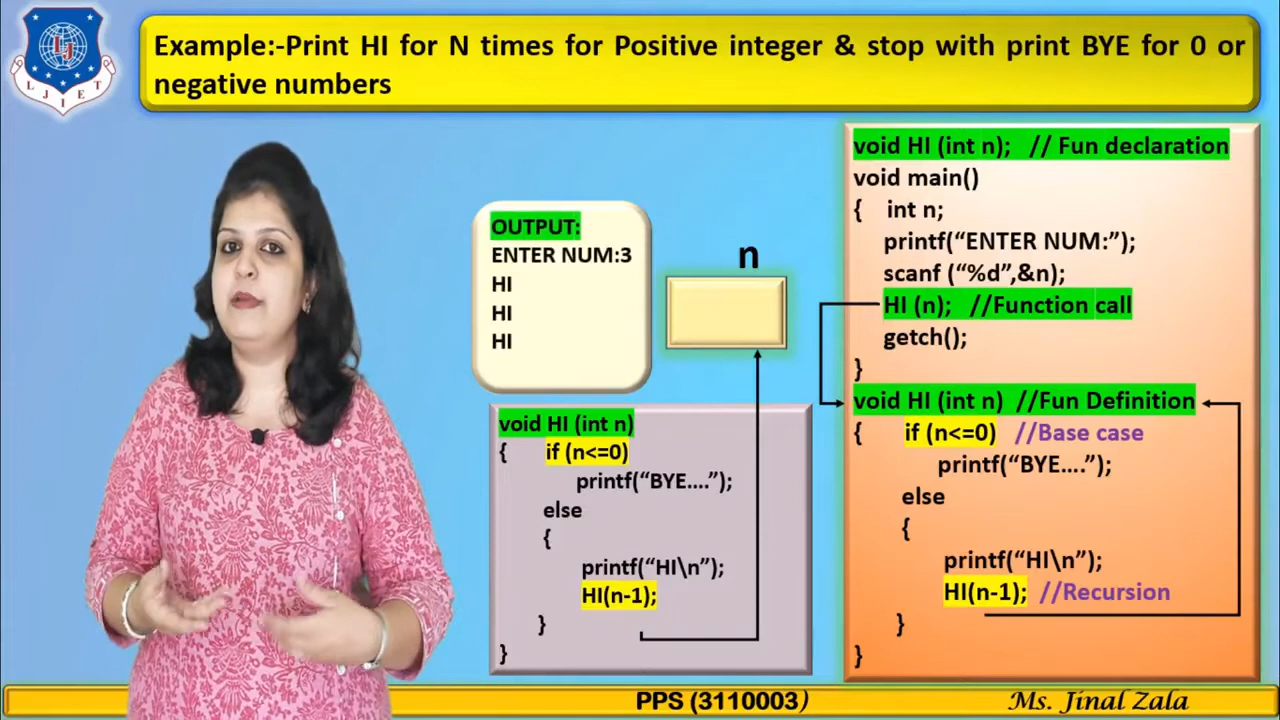 LJIET
Example:-Print HI for N times for Positive integer & stop with print BYE for 0 or
negative numbers
OUTPUT:
ENTER NUM:3
HI
HI
HI
n
void HI (int n)
{ if (n<=0)
printf(“BYE....”);
else
{
printf(“HI\n”);
HI(n-1);
}
}
void HI (int n); // Fun declaration
void main()
{ int n;
printf(“ENTER NUM:”);
scanf (“%d”,&n);
HI (n); //Function call
getch();
}
void HI (int n) //Fun Definition
{ if (n<=0) //Base case
printf(“BYE....”);
else
{
printf(“HI\n”);
HI(n-1); //Recursion
}
}
PPS (3110003)
Ms. Jinal Zala